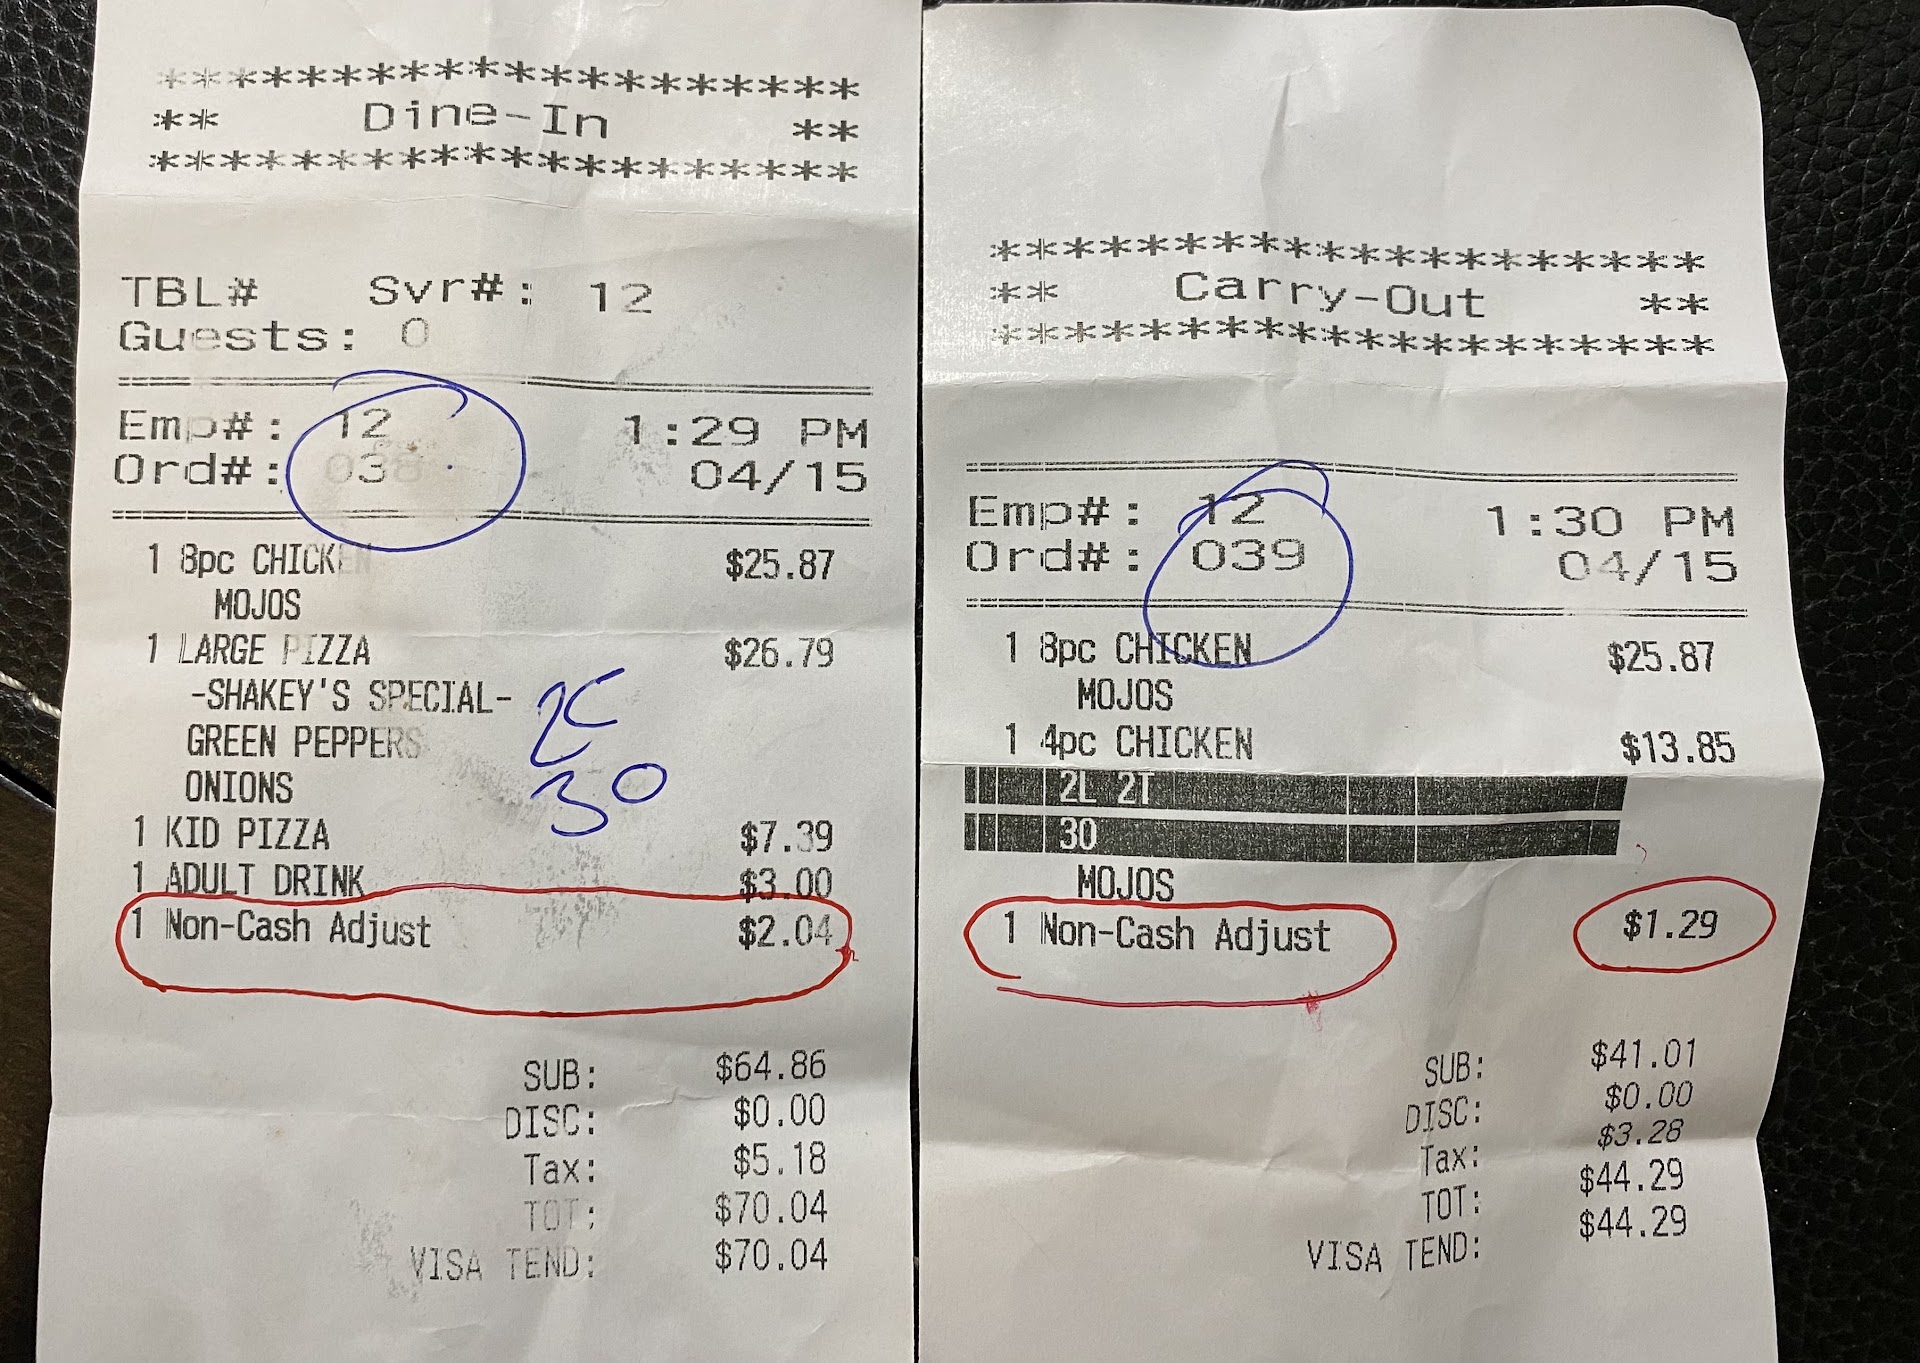 ********************
** Dine-In **
********************
TBL# Svr#: 12
Guests: 0
Emp#: 12 1:29 PM
Ord#: 038 04/15
1 8pc CHICKEN $25.87
MOJOS
1 LARGE PIZZA $26.79
-SHAKEY'S SPECIAL-
GREEN PEPPERS
ONIONS
30
1 KID PIZZA $7.39
1 ADULT DRINK $3.00
1 Non-Cash Adjust $2.04
SUB: $64.86
DISC: $0.00
Tax: $5.18
TOT: $70.04
VISA TEND: $70.04
********************
** Carry-Out **
********************
Emp#: 12 1:30 PM
Ord#: 039 04/15
1 8pc CHICKEN $25.87
MOJOS
1 4pc CHICKEN $13.85
2L 2T
30
MOJOS
1 Non-Cash Adjust $1.29
SUB: $41.01
DISC: $0.00
Tax: $3.28
TOT: $44.29
VISA TEND: $44.29